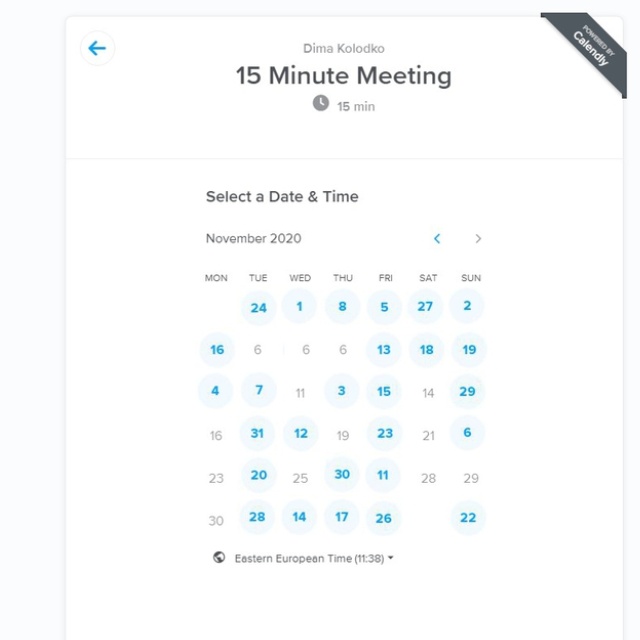 POWERED BY
Calendly
Dima Kolodko
15 Minute Meeting
15 min
Select a Date & Time
November 2020
MON TUE WED THU FRI SAT SUN
24 1 8 5 27 2
16 6 6 6 13 18 19
4 7 11 3 15 14 29
16 31 12 19 23 21 6
23 20 25 30 11 28 29
30 28 14 17 26 22
Eastern European Time (11:38)